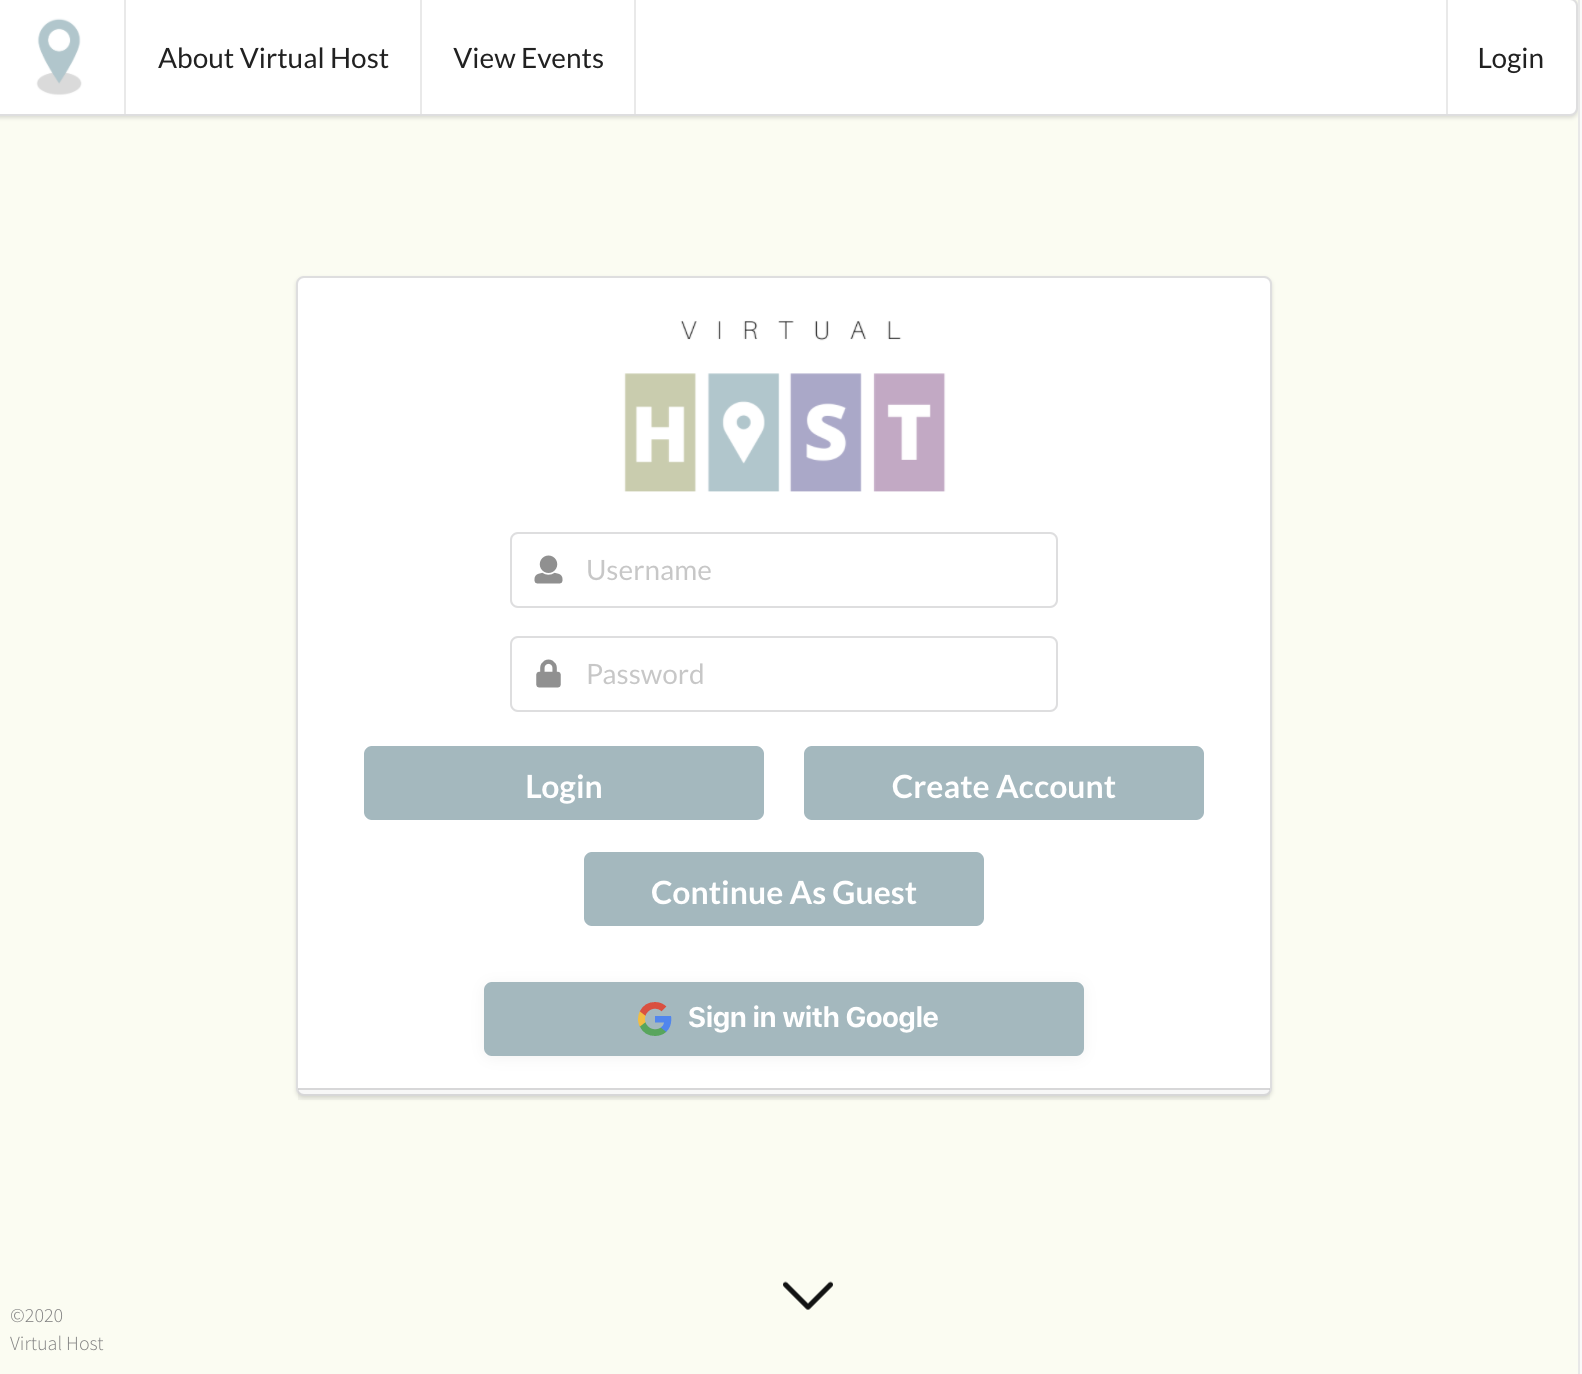 About Virtual Host
View Events
Login
VIRTUAL
HOST
Username
Password
Login
Create Account
Continue As Guest
Sign in with Google
©2020
Virtual Host